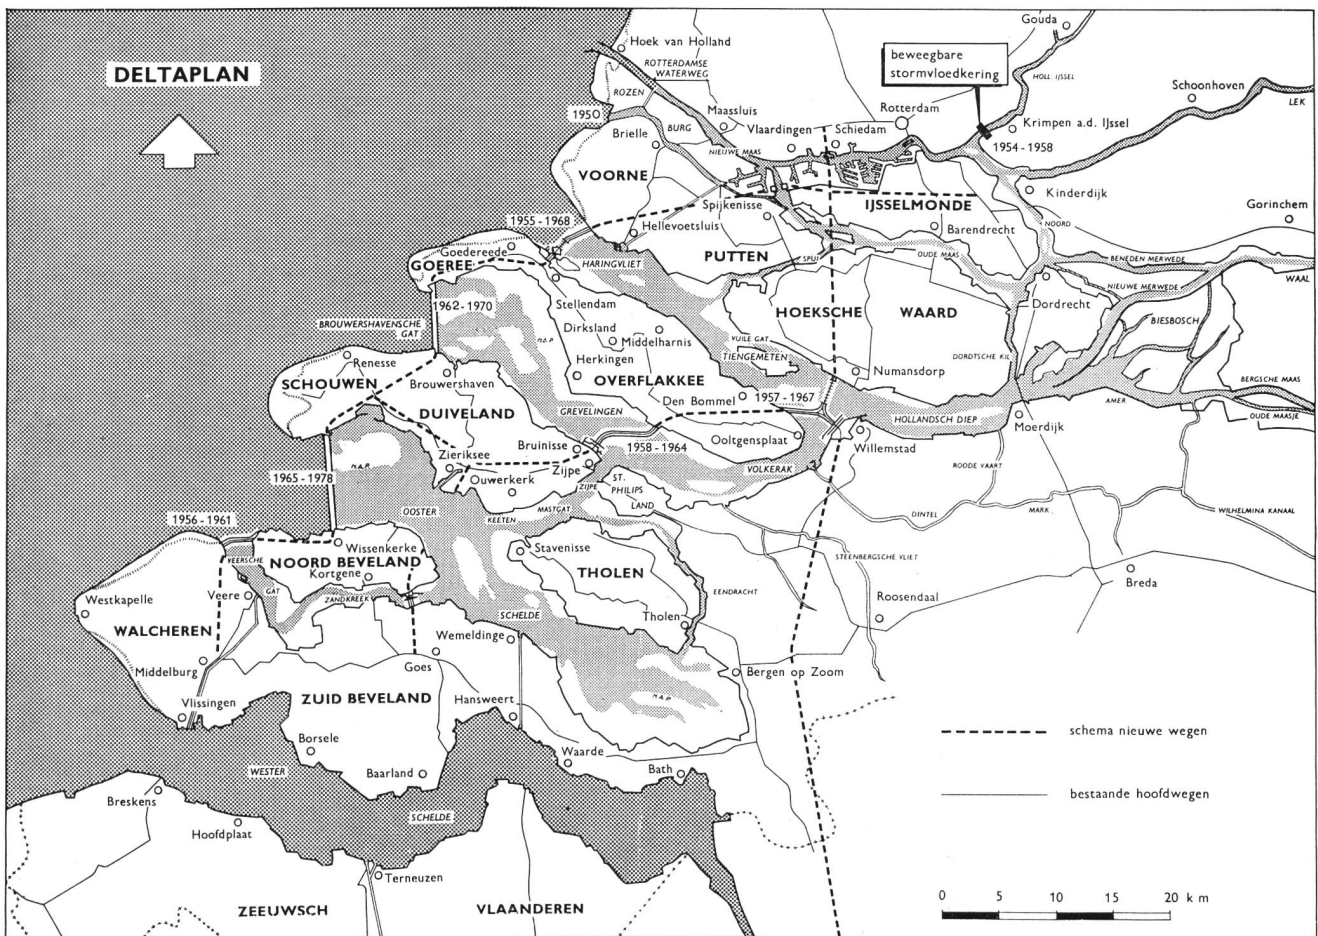 DELTAPLAN
Gouda
Hoek van Holland
ROTTERDAMSE
WATERWEG
beweegbare
stormvloedkering
HOLL. IJSSEL
Schoonhoven
LEK
ROZEN
BURG
1950
Maassluis
Rotterdam
Brielle
Vlaardingen
Schiedam
Krimpen a.d. IJssel
1954 - 1958
NIEUWE MAAS
VOORNE
Kinderdijk
Spijkenisse
IJSSELMONDE
Gorinchem
1955 - 1968
Hellevoetsluis
Barendrecht
NOORD
Goedereede
GOEREE
HARINGVLIET
PUTTEN
SPUI
OUDE MAAS
BENEDEN MERWEDE
WAAL
Stellendam
NIEUWE MERWEDE
Dordrecht
1962 - 1970
HOEKSCHE
WAARD
BIESBOSCH
BROUWERSHAVENSCHE
GAT
Dirksland
Middelharnis
N.A.P.
VUILE GAT
TIENGEMETEN
DORDTSCHE KIL
Renesse
Herkingen
SCHOUWEN
Brouwershaven
OVERFLAKKEE
Numansdorp
BERGSCHE MAAS
Den Bommel
1957 - 1967
AMER
OUDE MAASJE
DUIVELAND
GREVELINGEN
HOLLANDSCH DIEP
Moerdijk
Bruinisse
1958 - 1964
Ooltgensplaat
Willemstad
Zieriksee
N.A.P.
Zijpe
VOLKERAK
ROODE VAART
1965 - 1978
Ouwerkerk
ZIJPE
ST.
PHILIPS
LAND
OOSTER
KEETEN
MASTGAT
DINTEL
MARK
WILHELMINA KANAAL
1956 - 1961
Wissenkerke
Stavenisse
STEENBERGSCHE VLIET
VEERSCHE
GAT
NOORD BEVELAND
Kortgene
THOLEN
Breda
Westkapelle
Veere
ZANDKREEK
EENDRACHT
Roosendaal
SCHELDE
Tholen
WALCHEREN
Wemeldinge
Middelburg
Goes
Bergen op Zoom
ZUID BEVELAND
N.A.P.
Vlissingen
Hansweert
schema nieuwe wegen
Borsele
Waarde
WESTER
Baarland
Bath
bestaande hoofdwegen
Breskens
SCHELDE
Hoofdplaat
Terneuzen
0 5 10 15 20 km
ZEEUWSCH
VLAANDEREN